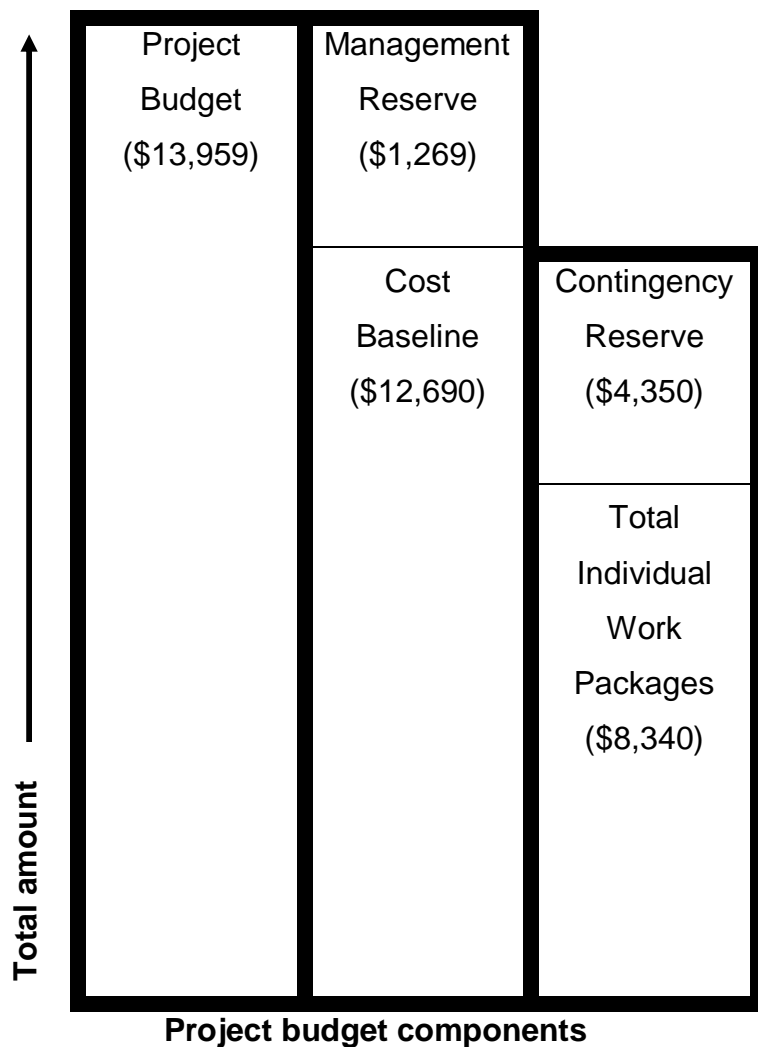 Project
Budget
($13,959)
Management
Reserve
($1,269)
Cost
Baseline
($12,690)
Contingency
Reserve
($4,350)
Total
Individual
Work
Packages
($8,340)
Total amount
Project budget components